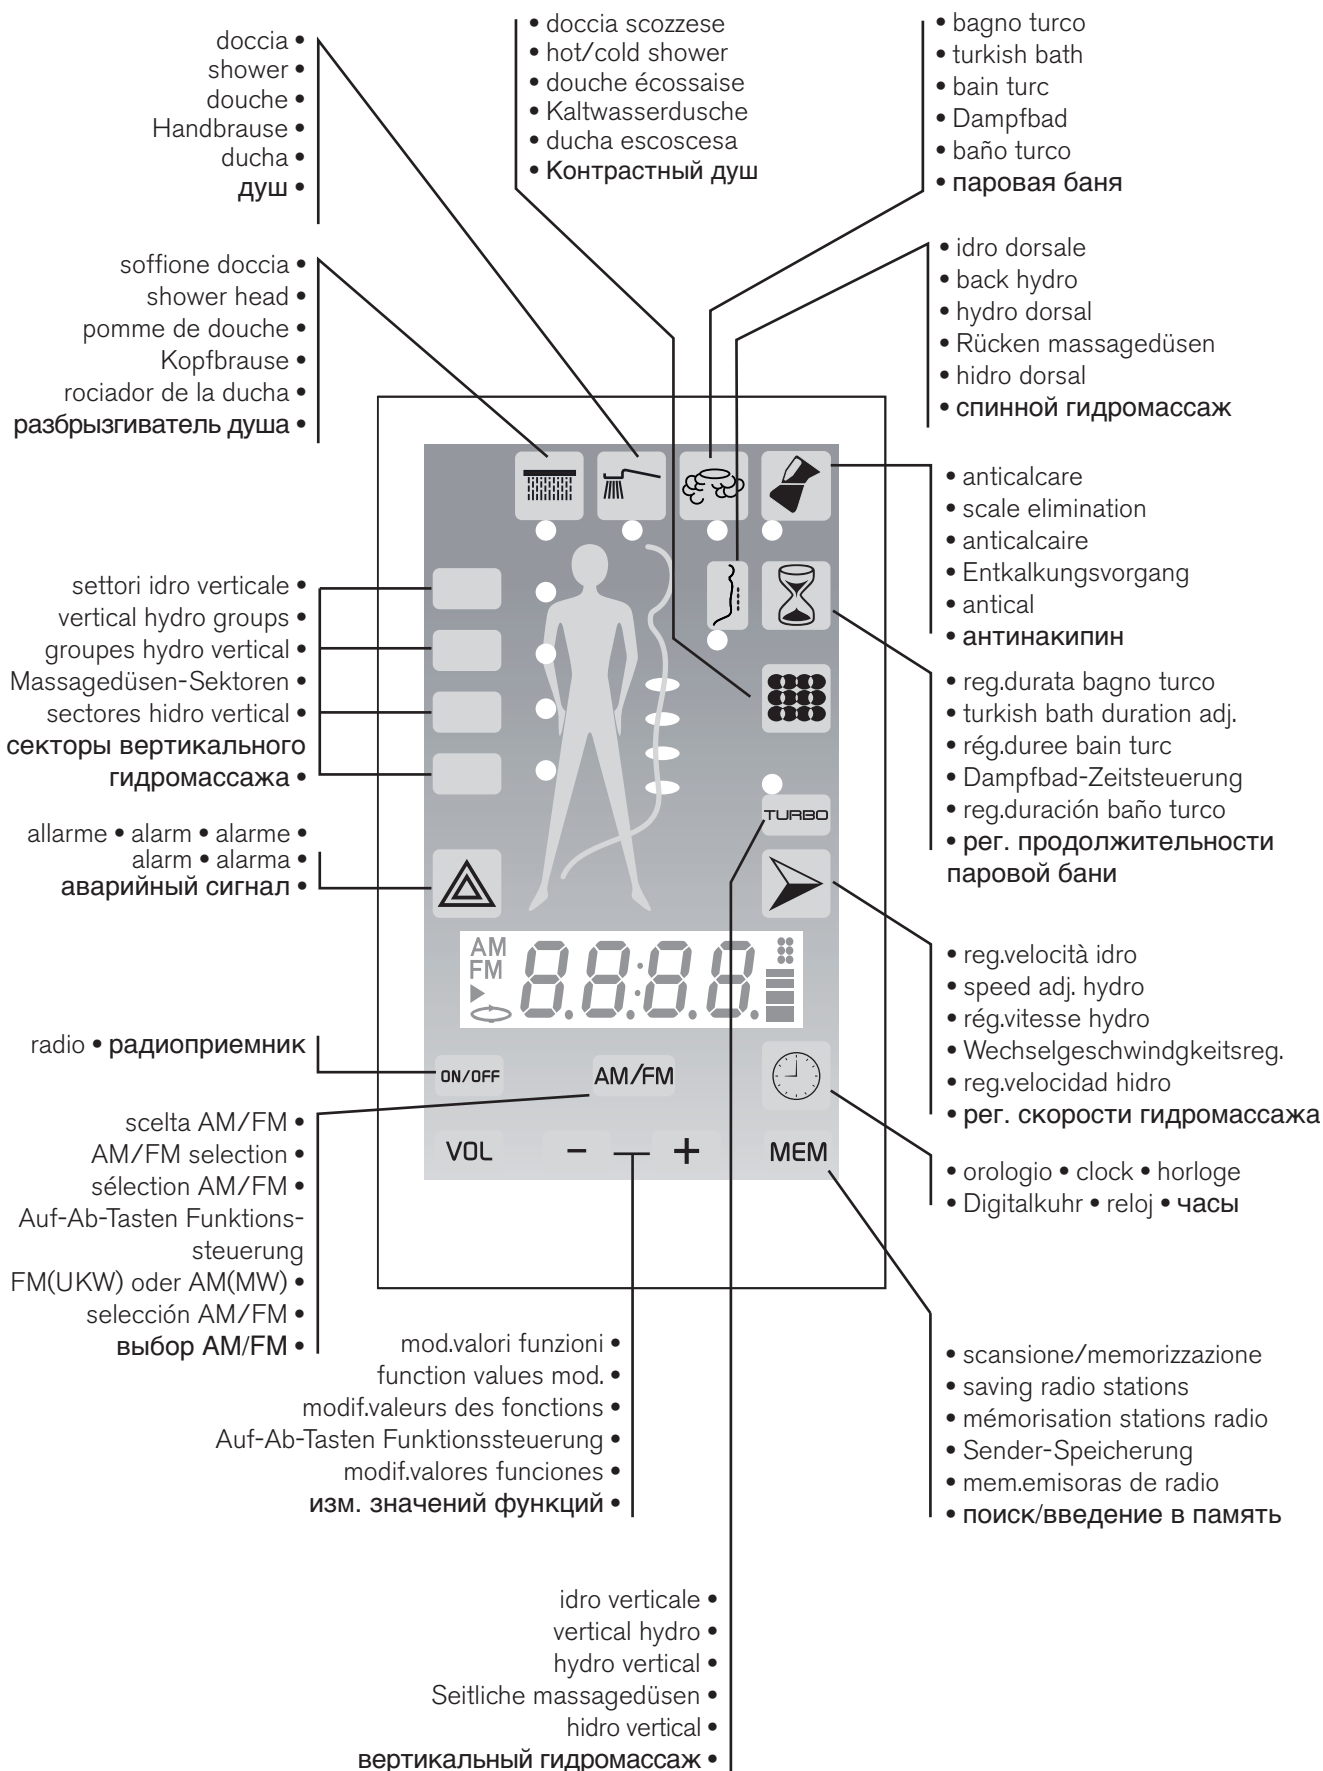 doccia •
shower •
douche •
Handbrause •
ducha •
душ •
• doccia scozzese
• hot/cold shower
• douche écossaise
• Kaltwasserdusche
• ducha escoscesa
• Контрастный душ
• bagno turco
• turkish bath
• bain turc
• Dampfbad
• baño turco
• паровая баня
soffione doccia •
shower head •
pomme de douche •
Kopfbrause •
rociador de la ducha •
разбрызгиватель душа •
• idro dorsale
• back hydro
• hydro dorsal
• Rücken massagedüsen
• hidro dorsal
• спинной гидромассаж
• anticalcare
• scale elimination
• anticalcaire
• Entkalkungsvorgang
• antical
• антинакипин
settori idro verticale •
vertical hydro groups •
groupes hydro vertical •
Massagedüsen-Sektoren •
sectores hidro vertical •
секторы вертикального
гидромассажа •
• reg.durata bagno turco
• turkish bath duration adj.
• rég.duree bain turc
• Dampfbad-Zeitsteuerung
• reg.duración baño turco
• рег. продолжительности
паровой бани
allarme • alarm • alarme •
alarm • alarma •
аварийный сигнал •
TURBO
AM
FM
88:88
• reg.velocità idro
• speed adj. hydro
• rég.vitesse hydro
• Wechselgeschwindgkeitsreg.
• reg.velocidad hidro
• рег. скорости гидромассажа
radio • радиоприемник
ON/OFF
AM/FM
VOL
– +
MEM
scelta AM/FM •
AM/FM selection •
sélection AM/FM •
Auf-Ab-Tasten Funktions-
steuerung
FM(UKW) oder AM(MW) •
selección AM/FM •
выбор AM/FM •
• orologio • clock • horloge
• Digitalkuhr • reloj • часы
mod.valori funzioni •
function values mod. •
modif.valeurs des fonctions •
Auf-Ab-Tasten Funktionssteuerung •
modif.valores funciones •
изм. значений функций •
• scansione/memorizzazione
• saving radio stations
• mémorisation stations radio
• Sender-Speicherung
• mem.emisoras de radio
• поиск/введение в память
idro verticale •
vertical hydro •
hydro vertical •
Seitliche massagedüsen •
hidro vertical •
вертикальный гидромассаж •